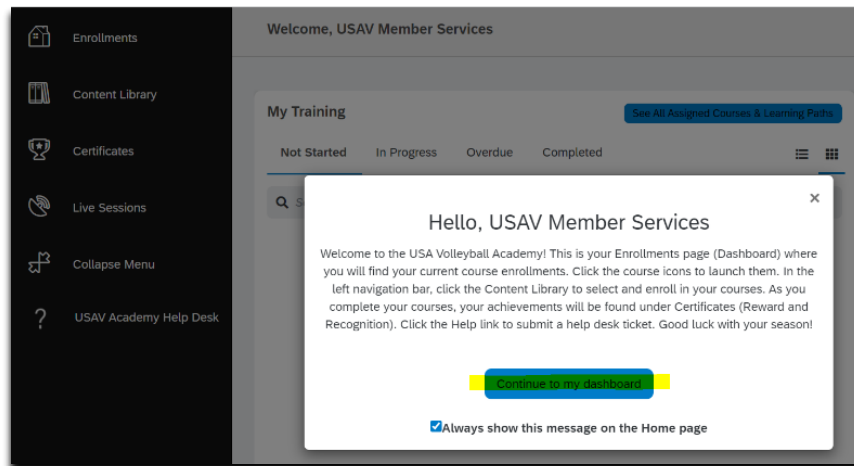 Enrollments
Content Library
Certificates
Live Sessions
Collapse Menu
? USAV Academy Help Desk
Welcome, USAV Member Services
My Training
See All Assigned Courses & Learning Paths
Not Started In Progress Overdue Completed
Hello, USAV Member Services
Welcome to the USA Volleyball Academy! This is your Enrollments page (Dashboard) where
you will find your current course enrollments. Click the course icons to launch them. In the
left navigation bar, click the Content Library to select and enroll in your courses. As you
complete your courses, your achievements will be found under Certificates (Reward and
Recognition). Click the Help link to submit a help desk ticket. Good luck with your season!
Continue to my dashboard
Always show this message on the Home page